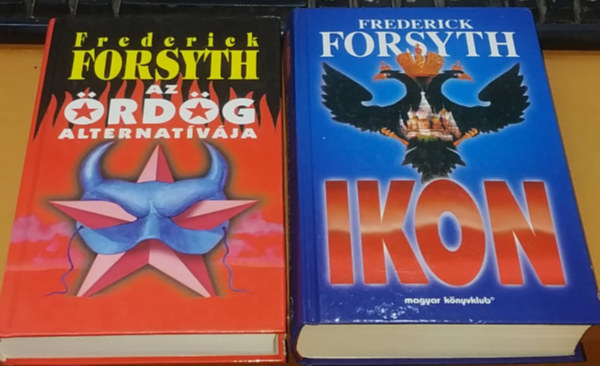 Frederick
FORSYTH
AZ
ÖRDÖG
ALTERNATÍVÁJA
FREDERICK
FORSYTH
IKON
magyar könyvklub®